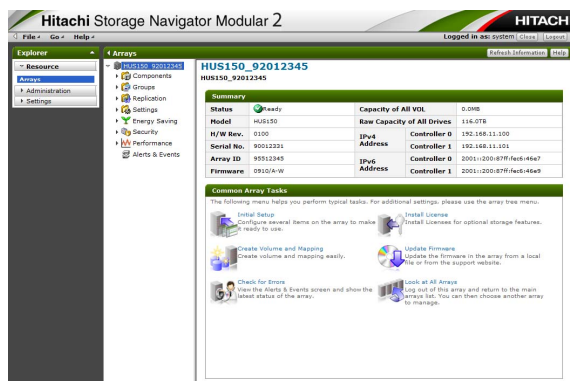 Hitachi Storage Navigator Modular 2
HITACH
File Go Help
Logged in as: system Close Logout
Explorer
Arrays
Refresh Information Help
Resource
Arrays
Administration
Settings
HUS150_92012345
Components
Groups
Replication
Settings
Energy Saving
Security
Performance
Alerts & Events
HUS150_92012345
HUS150_92012345
Summary
Status Ready Capacity of All VOL 0.0MB
Model HUS150 Raw Capacity of All Drives 116.0TB
H/W Rev. 0100 IPv4 Address Controller 0 192.168.11.100
Serial No. 90012331 Controller 1 192.168.11.101
Array ID 95512345 IPv6 Address Controller 0 2001::200:87ff:fec6:46e7
Firmware 0910/A-W Controller 1 2001::200:87ff:fec6:46e9
Common Array Tasks
The following menu helps you perform typical tasks. For additional settings, please use the array tree menu.
Initial Setup
Configure several items on the array to make it ready to use.
Install License
Install Licenses for optional storage features.
Create Volume and Mapping
Create volume and mapping easily.
Update Firmware
Update the firmware in the array from a local file or from the support website.
Check for Errors
View the Alerts & Events screen and show the latest status of the array.
Look at All Arrays
Log out of this array and return to the main arrays list. You can then choose another array to manage.